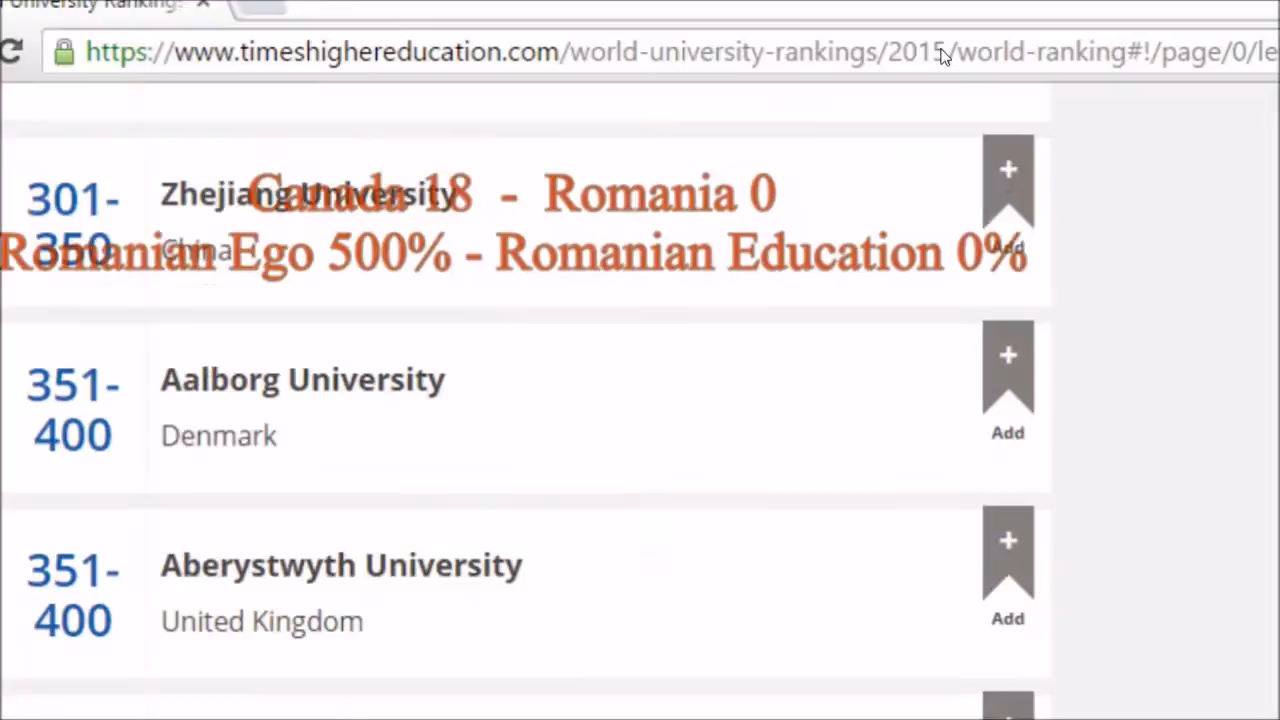 University Ranking
https://www.timeshighereducation.com/world-university-rankings/2015/world-ranking#!/page/0/le
Canada 18 - Romania 0
Romanian Ego 500% - Romanian Education 0%
301-
350
Zhejiang University
China
+
Add
351-
400
Aalborg University
Denmark
+
Add
351-
400
Aberystwyth University
United Kingdom
+
Add